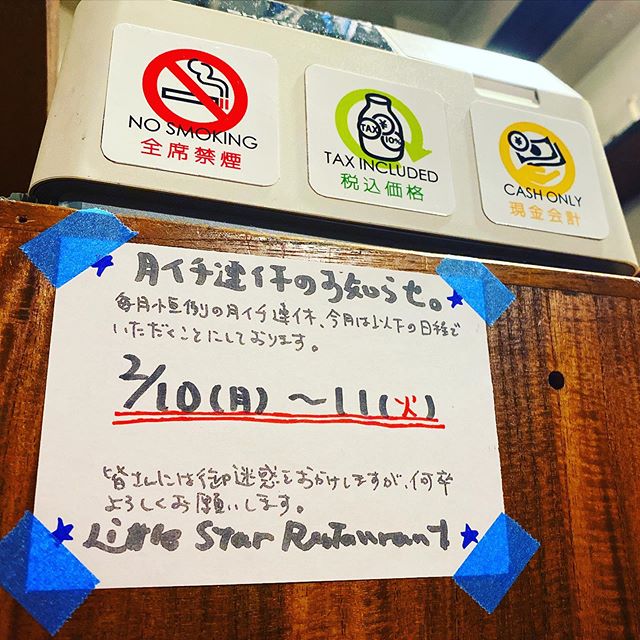 NO SMOKING
全席禁煙
TAX 10%
TAX INCLUDED
税込価格
CASH ONLY
現金会計
月イチ連休のお知らせ。
毎月恒例の月イチ連休、今月は以下の日程で
いただくことにしております。
2/10(月)~11(火)
皆さんには御迷惑をおかけしますが、何卒
よろしくお願いします。
Little Star Restaurant